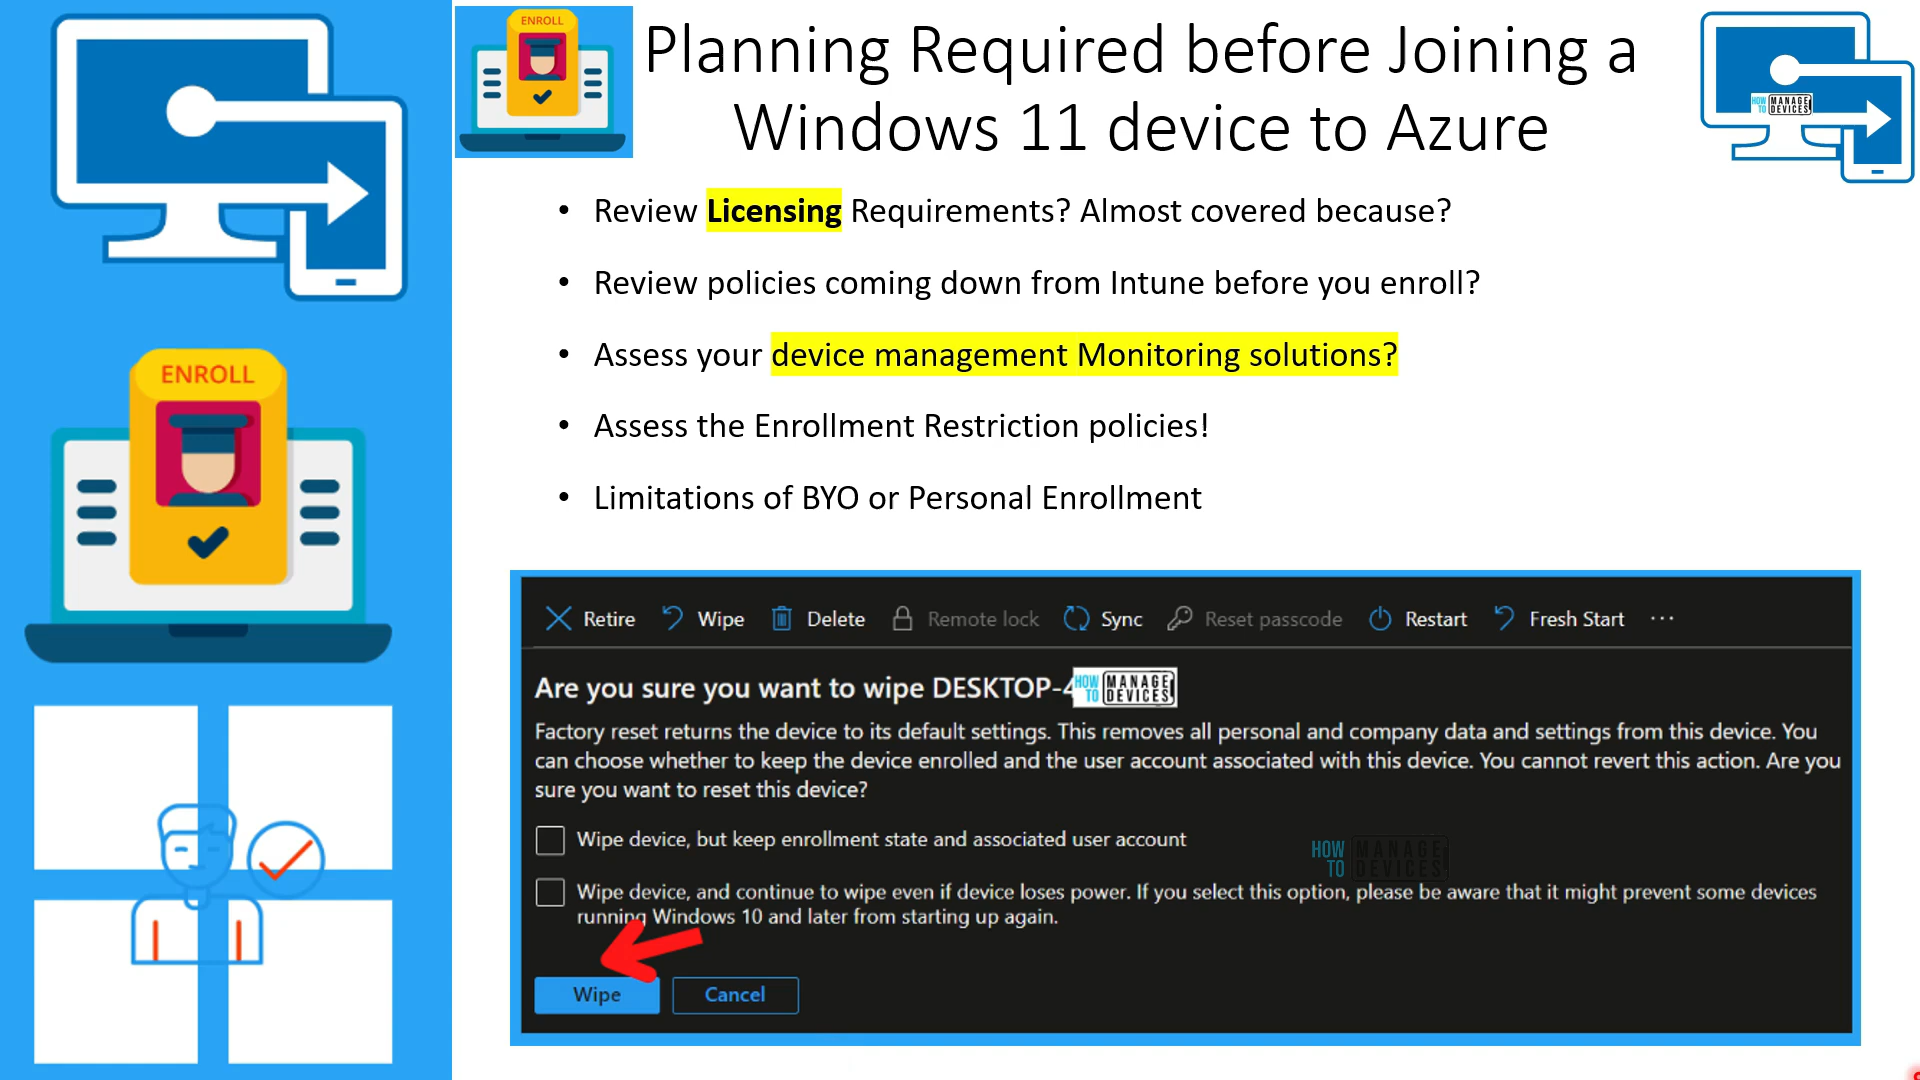 ENROLL
Planning Required before Joining a
Windows 11 device to Azure
HOW TO MANAGE DEVICES
• Review Licensing Requirements? Almost covered because?
• Review policies coming down from Intune before you enroll?
• Assess your device management Monitoring solutions?
• Assess the Enrollment Restriction policies!
• Limitations of BYO or Personal Enrollment
ENROLL
Retire Wipe Delete Remote lock Sync Reset passcode Restart Fresh Start ...
Are you sure you want to wipe DESKTOP-4
HOW TO MANAGE DEVICES
Factory reset returns the device to its default settings. This removes all personal and company data and settings from this device. You
can choose whether to keep the device enrolled and the user account associated with this device. You cannot revert this action. Are you
sure you want to reset this device?
Wipe device, but keep enrollment state and associated user account
HOW TO MANAGE DEVICES
Wipe device, and continue to wipe even if device loses power. If you select this option, please be aware that it might prevent some devices
running Windows 10 and later from starting up again.
Wipe Cancel